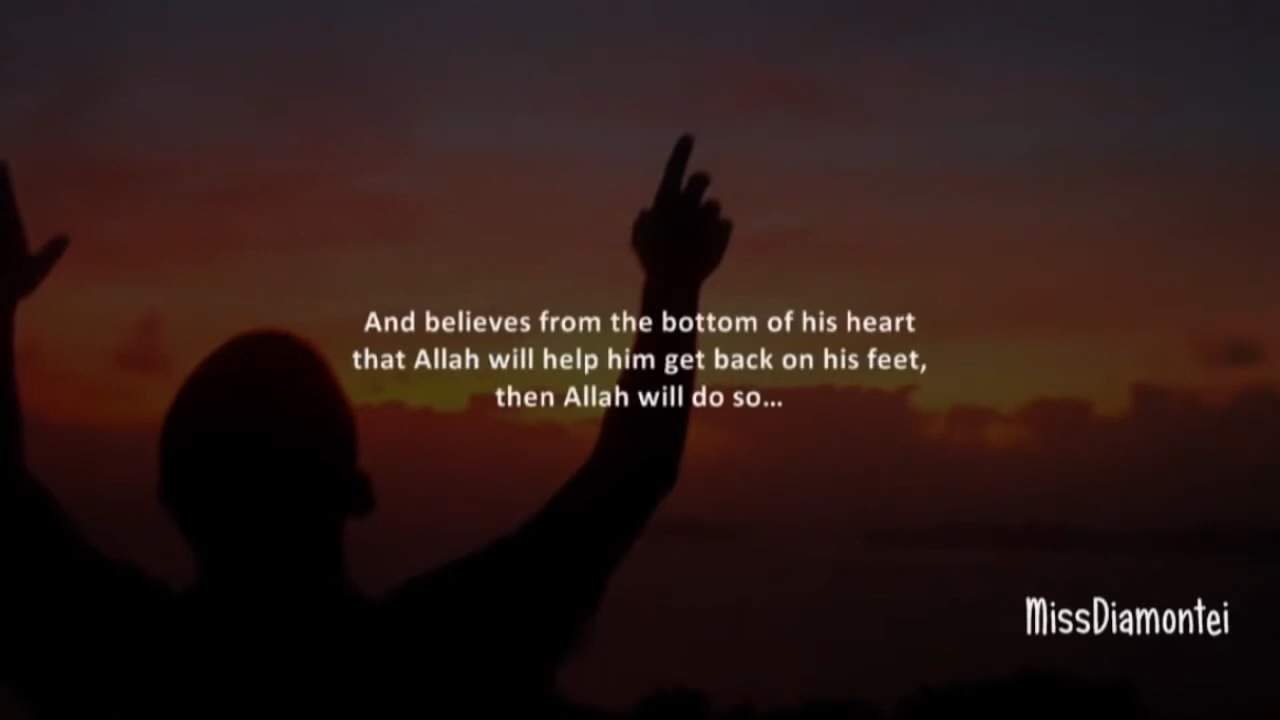 And believes from the bottom of his heart
that Allah will help him get back on his feet,
then Allah will do so...
MissDiamontei